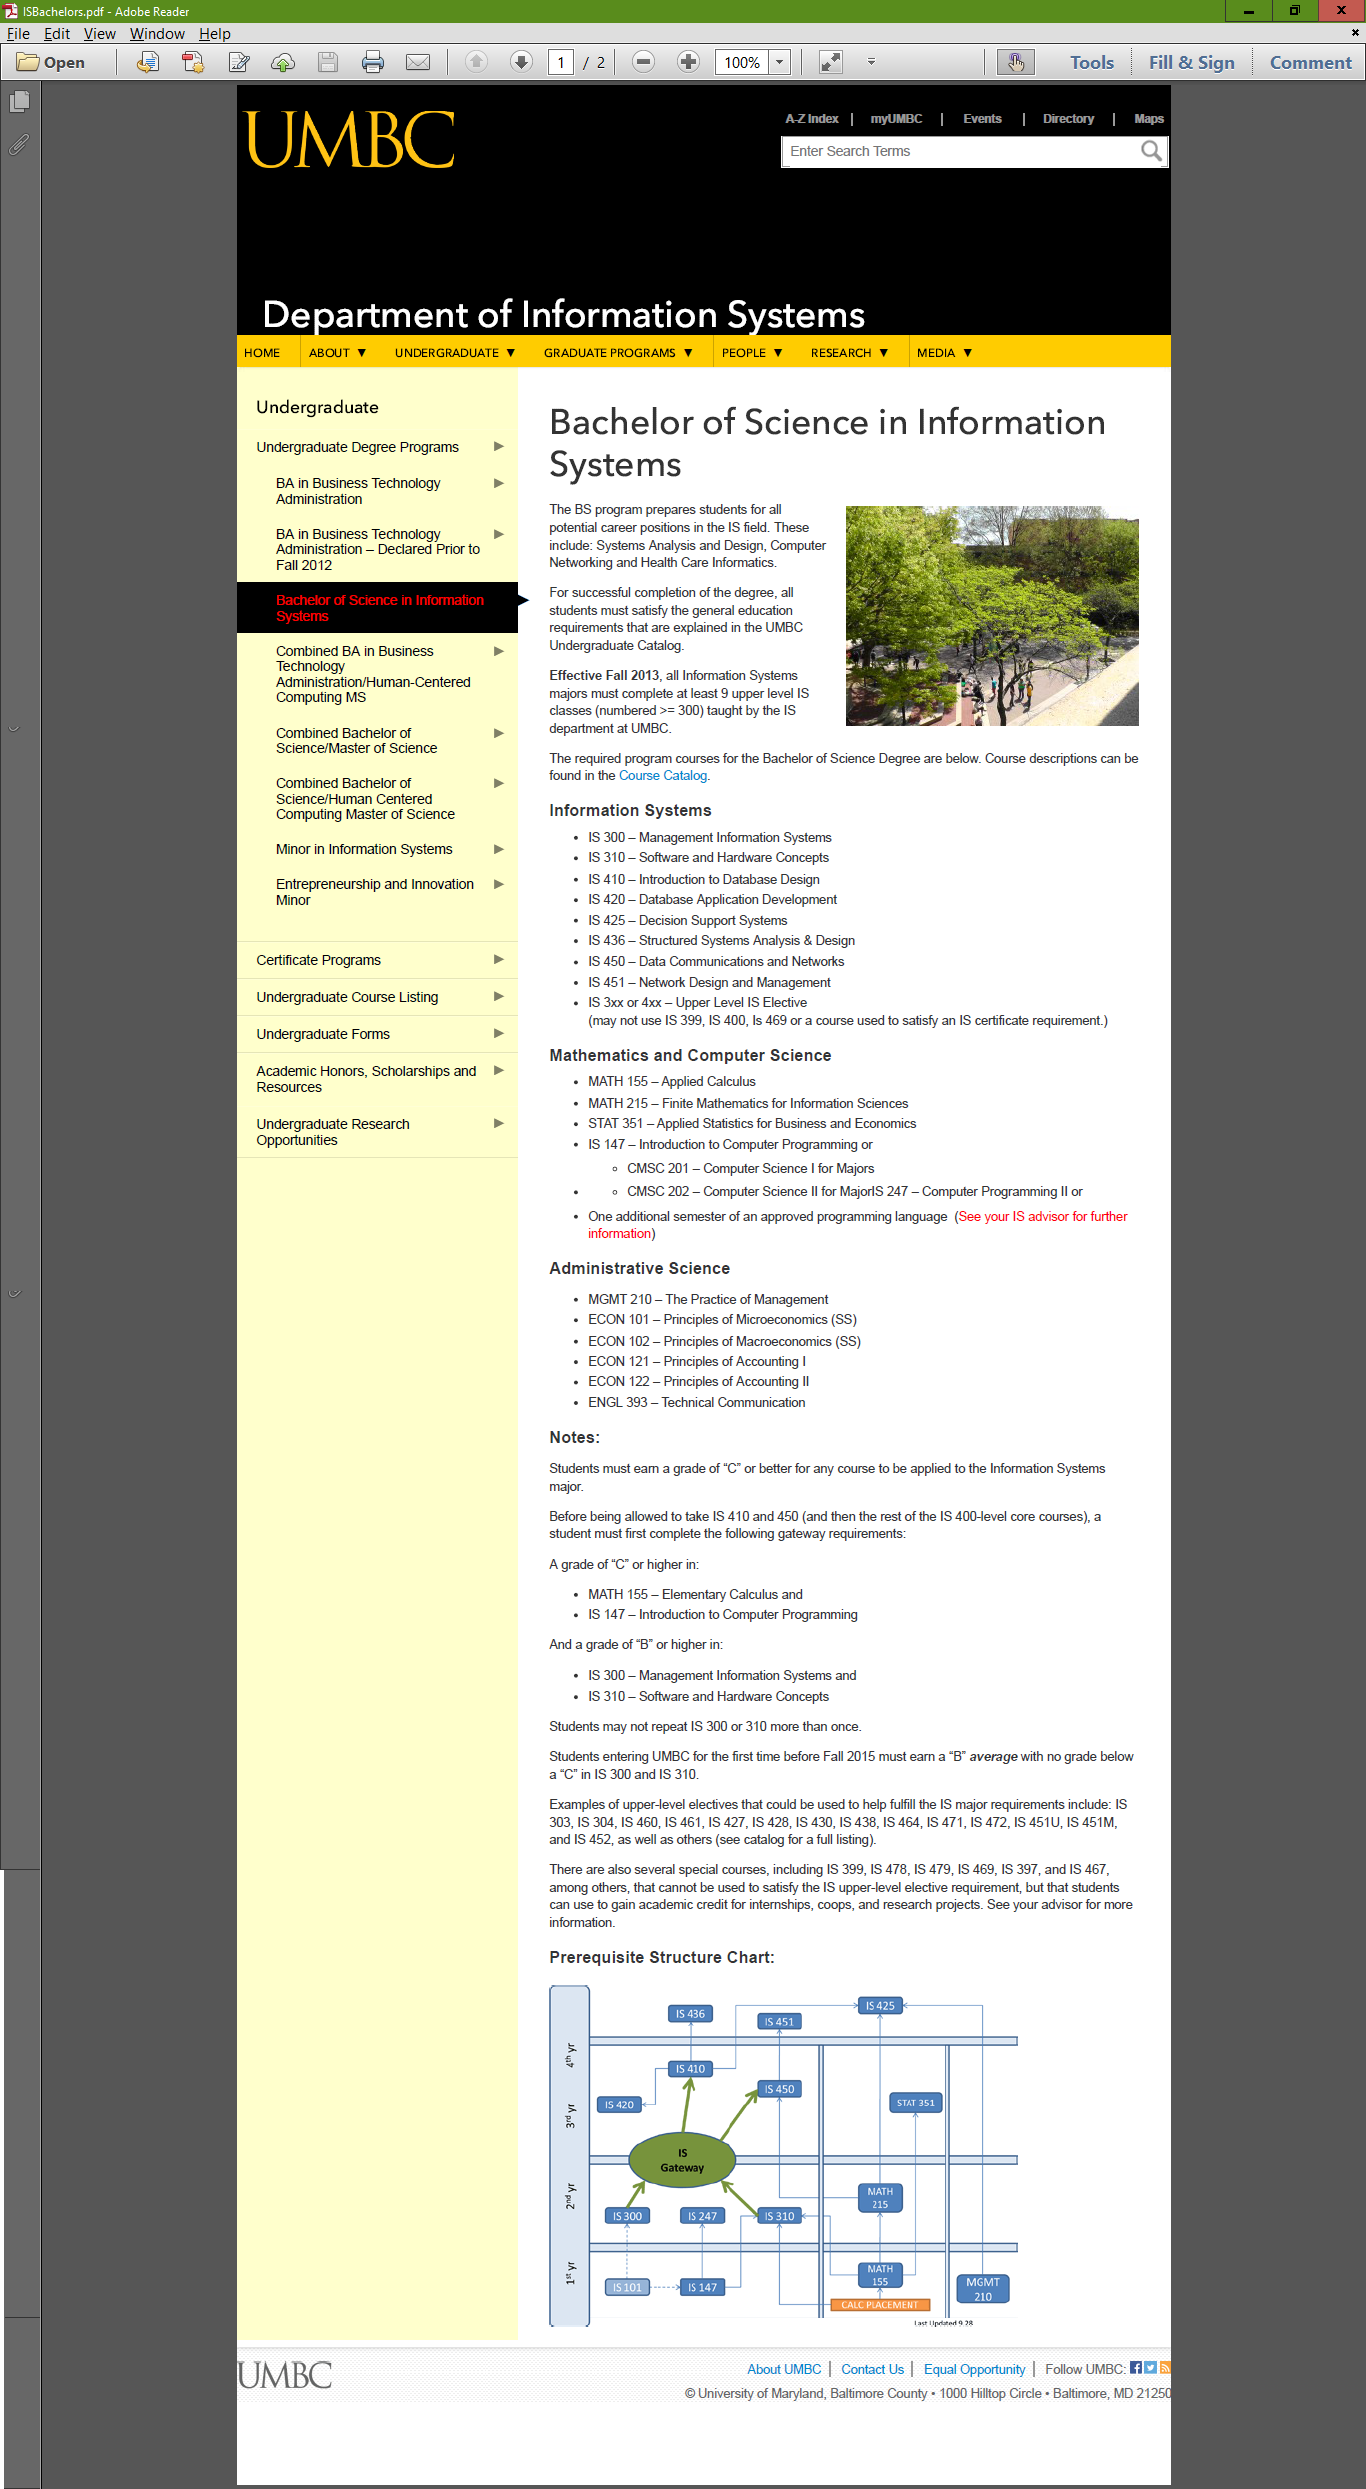 ISBachelors.pdf - Adobe Reader
File Edit View Window Help
Open 1 / 2 100% Tools Fill & Sign Comment
UMBC
A-Z Index | myUMBC | Events | Directory | Maps
Enter Search Terms
Department of Information Systems
HOME ABOUT ▼ UNDERGRADUATE ▼ GRADUATE PROGRAMS ▼ PEOPLE ▼ RESEARCH ▼ MEDIA ▼
Undergraduate
Undergraduate Degree Programs
BA in Business Technology
Administration
BA in Business Technology
Administration – Declared Prior to
Fall 2012
Bachelor of Science in Information
Systems
Combined BA in Business
Technology
Administration/Human-Centered
Computing MS
Combined Bachelor of
Science/Master of Science
Combined Bachelor of
Science/Human Centered
Computing Master of Science
Minor in Information Systems
Entrepreneurship and Innovation
Minor
Certificate Programs
Undergraduate Course Listing
Undergraduate Forms
Academic Honors, Scholarships and
Resources
Undergraduate Research
Opportunities
Bachelor of Science in Information
Systems
The BS program prepares students for all
potential career positions in the IS field. These
include: Systems Analysis and Design, Computer
Networking and Health Care Informatics.
For successful completion of the degree, all
students must satisfy the general education
requirements that are explained in the UMBC
Undergraduate Catalog.
Effective Fall 2013, all Information Systems
majors must complete at least 9 upper level IS
classes (numbered >= 300) taught by the IS
department at UMBC.
The required program courses for the Bachelor of Science Degree are below. Course descriptions can be
found in the Course Catalog.
Information Systems
• IS 300 – Management Information Systems
• IS 310 – Software and Hardware Concepts
• IS 410 – Introduction to Database Design
• IS 420 – Database Application Development
• IS 425 – Decision Support Systems
• IS 436 – Structured Systems Analysis & Design
• IS 450 – Data Communications and Networks
• IS 451 – Network Design and Management
• IS 3xx or 4xx – Upper Level IS Elective
(may not use IS 399, IS 400, Is 469 or a course used to satisfy an IS certificate requirement.)
Mathematics and Computer Science
• MATH 155 – Applied Calculus
• MATH 215 – Finite Mathematics for Information Sciences
• STAT 351 – Applied Statistics for Business and Economics
• IS 147 – Introduction to Computer Programming or
◦ CMSC 201 – Computer Science I for Majors
• ◦ CMSC 202 – Computer Science II for MajorIS 247 – Computer Programming II or
• One additional semester of an approved programming language (See your IS advisor for further
information)
Administrative Science
• MGMT 210 – The Practice of Management
• ECON 101 – Principles of Microeconomics (SS)
• ECON 102 – Principles of Macroeconomics (SS)
• ECON 121 – Principles of Accounting I
• ECON 122 – Principles of Accounting II
• ENGL 393 – Technical Communication
Notes:
Students must earn a grade of “C” or better for any course to be applied to the Information Systems
major.
Before being allowed to take IS 410 and 450 (and then the rest of the IS 400-level core courses), a
student must first complete the following gateway requirements:
A grade of “C” or higher in:
• MATH 155 – Elementary Calculus and
• IS 147 – Introduction to Computer Programming
And a grade of “B” or higher in:
• IS 300 – Management Information Systems and
• IS 310 – Software and Hardware Concepts
Students may not repeat IS 300 or 310 more than once.
Students entering UMBC for the first time before Fall 2015 must earn a “B” average with no grade below
a “C” in IS 300 and IS 310.
Examples of upper-level electives that could be used to help fulfill the IS major requirements include: IS
303, IS 304, IS 460, IS 461, IS 427, IS 428, IS 430, IS 438, IS 464, IS 471, IS 472, IS 451U, IS 451M,
and IS 452, as well as others (see catalog for a full listing).
There are also several special courses, including IS 399, IS 478, IS 479, IS 469, IS 397, and IS 467,
among others, that cannot be used to satisfy the IS upper-level elective requirement, but that students
can use to gain academic credit for internships, coops, and research projects. See your advisor for more
information.
Prerequisite Structure Chart:
4th yr
3rd yr
2nd yr
1st yr
IS 436
IS 451
IS 425
IS 410
IS 450
IS 420
STAT 351
IS
Gateway
MATH
215
IS 300
IS 247
IS 310
MATH
155
IS 101
IS 147
MGMT
210
CALC PLACEMENT
Last Updated 9.28
UMBC
About UMBC | Contact Us | Equal Opportunity | Follow UMBC:
© University of Maryland, Baltimore County • 1000 Hilltop Circle • Baltimore, MD 21250